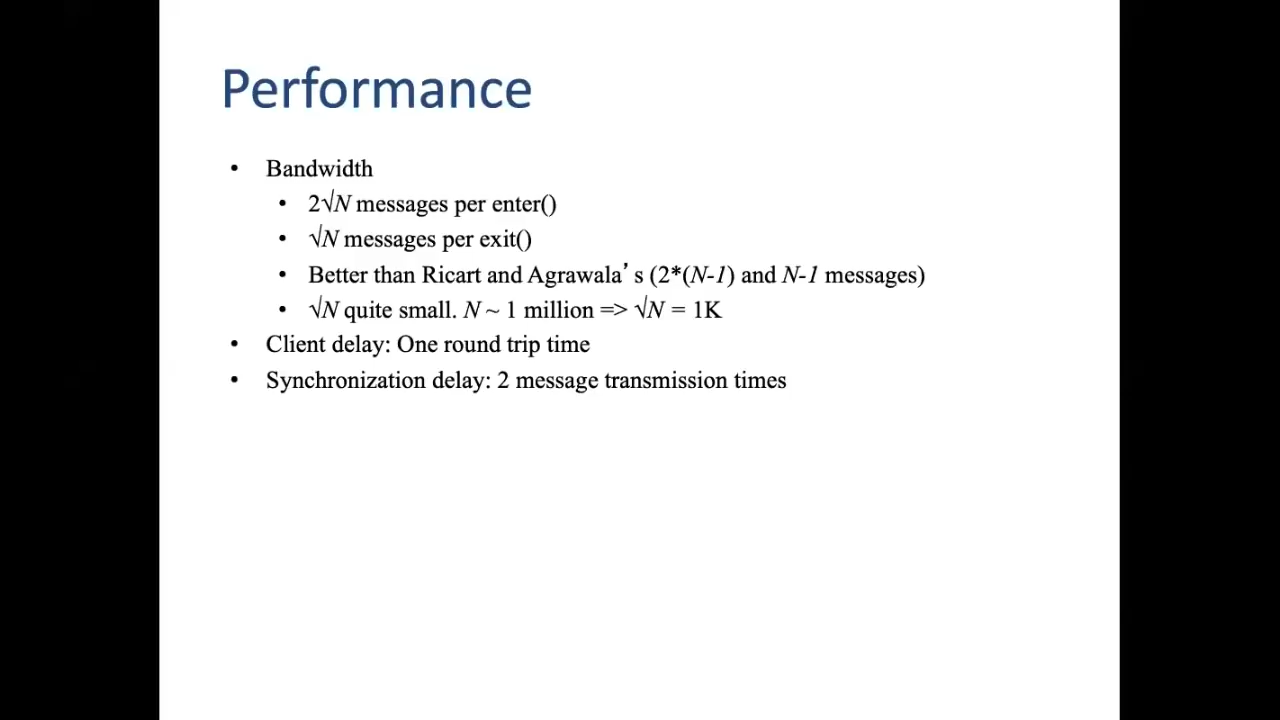 Performance
• Bandwidth
• 2√N messages per enter()
• √N messages per exit()
• Better than Ricart and Agrawala’s (2*(N-1) and N-1 messages)
• √N quite small. N ~ 1 million => √N = 1K
• Client delay: One round trip time
• Synchronization delay: 2 message transmission times